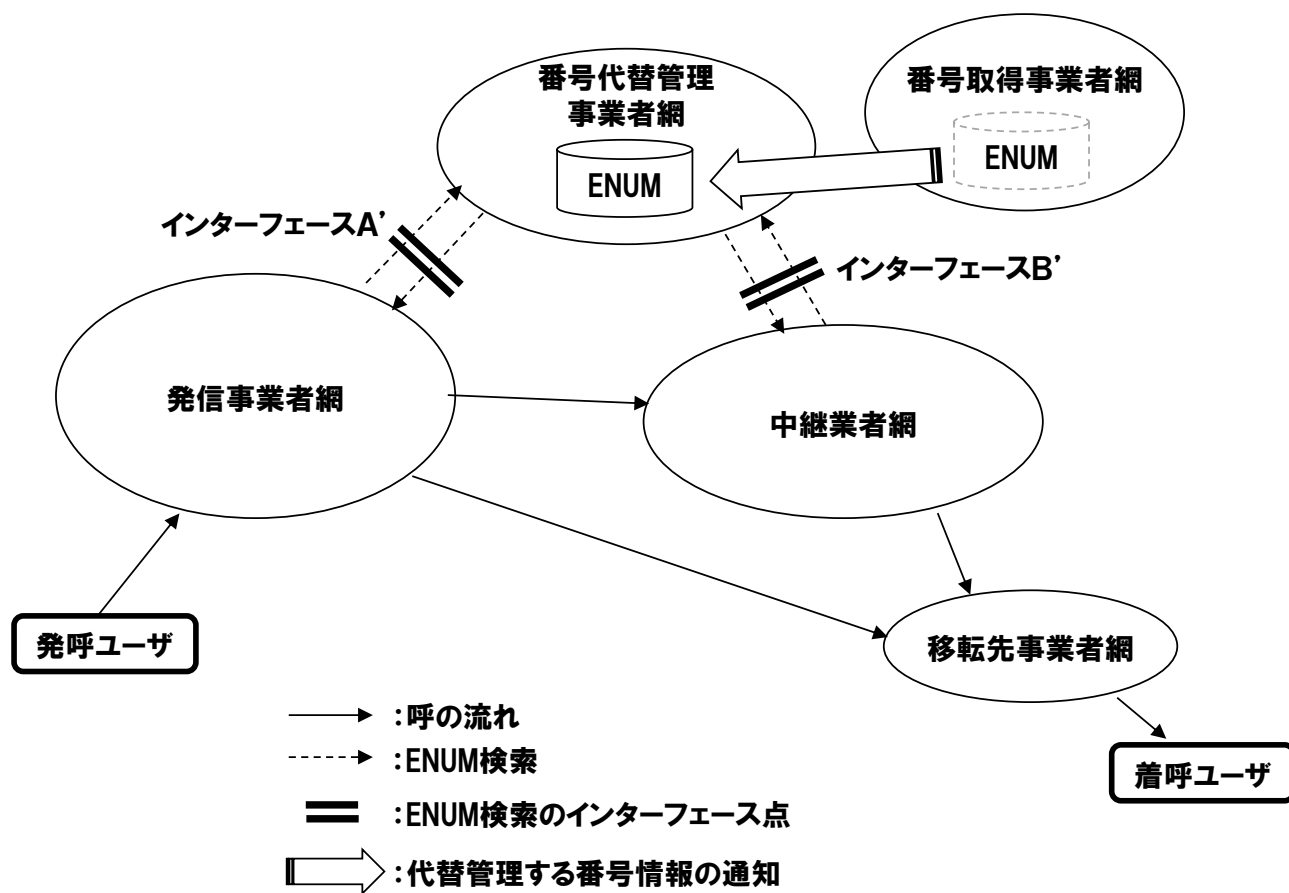 番号代替管理
事業者網
ENUM
番号取得事業者網
ENUM
インターフェースA’
インターフェースB’
発信事業者網
中継業者網
発呼ユーザ
移転先事業者網
着呼ユーザ
:呼の流れ
:ENUM検索
:ENUM検索のインターフェース点
:代替管理する番号情報の通知